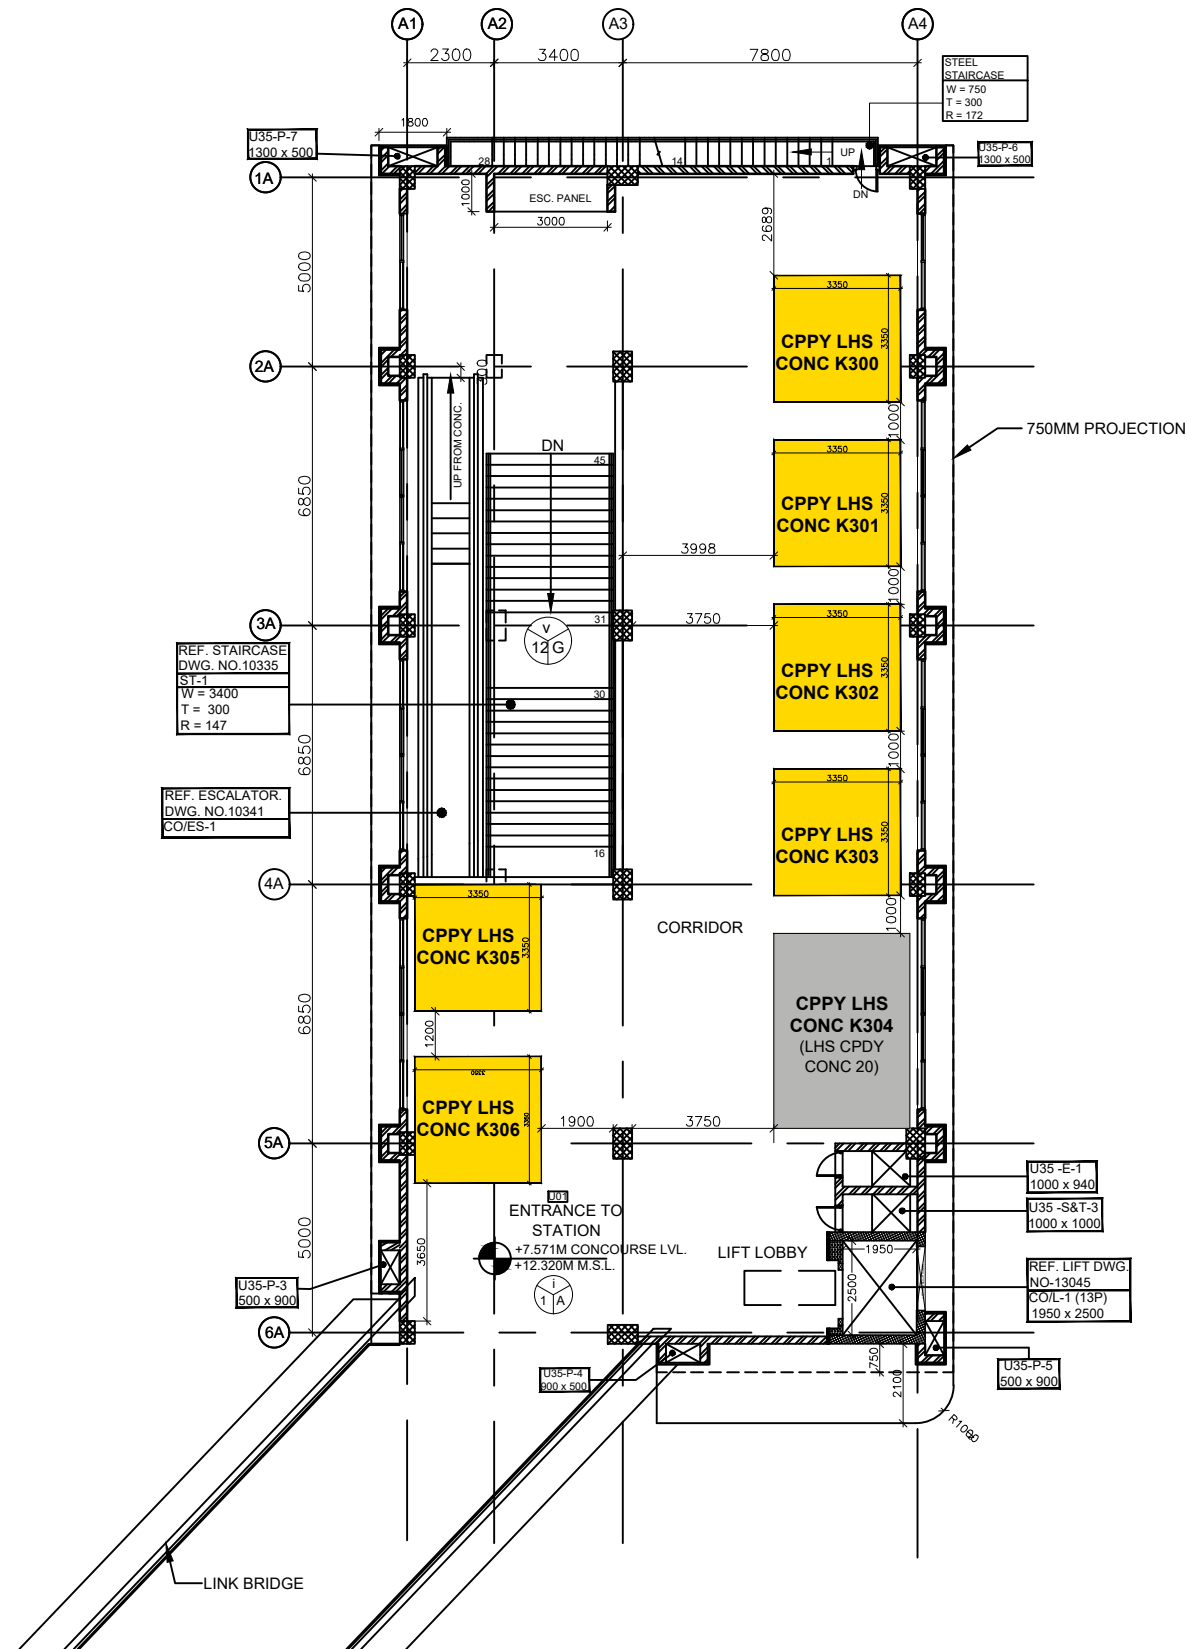 A1
A2
A3
A4
2300
3400
7800
STEEL
STAIRCASE
W = 750
T = 300
R = 172
1800
U35-P-7
1300 x 500
28
14
1
UP
U35-P-6
1300 x 500
1A
1000
ESC. PANEL
3000
DN
2689
5000
3350
3350
CPPY LHS
CONC K300
2A
300
1000
750MM PROJECTION
UP FROM CONC.
DN
45
3350
3350
CPPY LHS
CONC K301
6850
3998
1000
3A
31
3750
V
12 G
3350
3350
CPPY LHS
CONC K302
REF. STAIRCASE
DWG. NO.10335
ST-1
W = 3400
T = 300
R = 147
30
6850
1000
REF. ESCALATOR.
DWG. NO.10341
CO/ES-1
3350
3350
CPPY LHS
CONC K303
16
4A
3350
3350
CPPY LHS
CONC K305
CORRIDOR
1000
CPPY LHS
CONC K304
(LHS CPDY
CONC 20)
6850
1200
3350
3350
CPPY LHS
CONC K306
1900
3750
5A
U35 -E-1
1000 x 940
U35 -S&T-3
1000 x 1000
U01
ENTRANCE TO
STATION
+7.571M CONCOURSE LVL.
+12.320M M.S.L.
i
1 A
LIFT LOBBY
1950
2500
REF. LIFT DWG.
NO-13045
CO/L-1 (13P)
1950 x 2500
5000
3650
U35-P-3
500 x 900
6A
U35-P-4
900 x 500
750
2100
U35-P-5
500 x 900
R1000
LINK BRIDGE